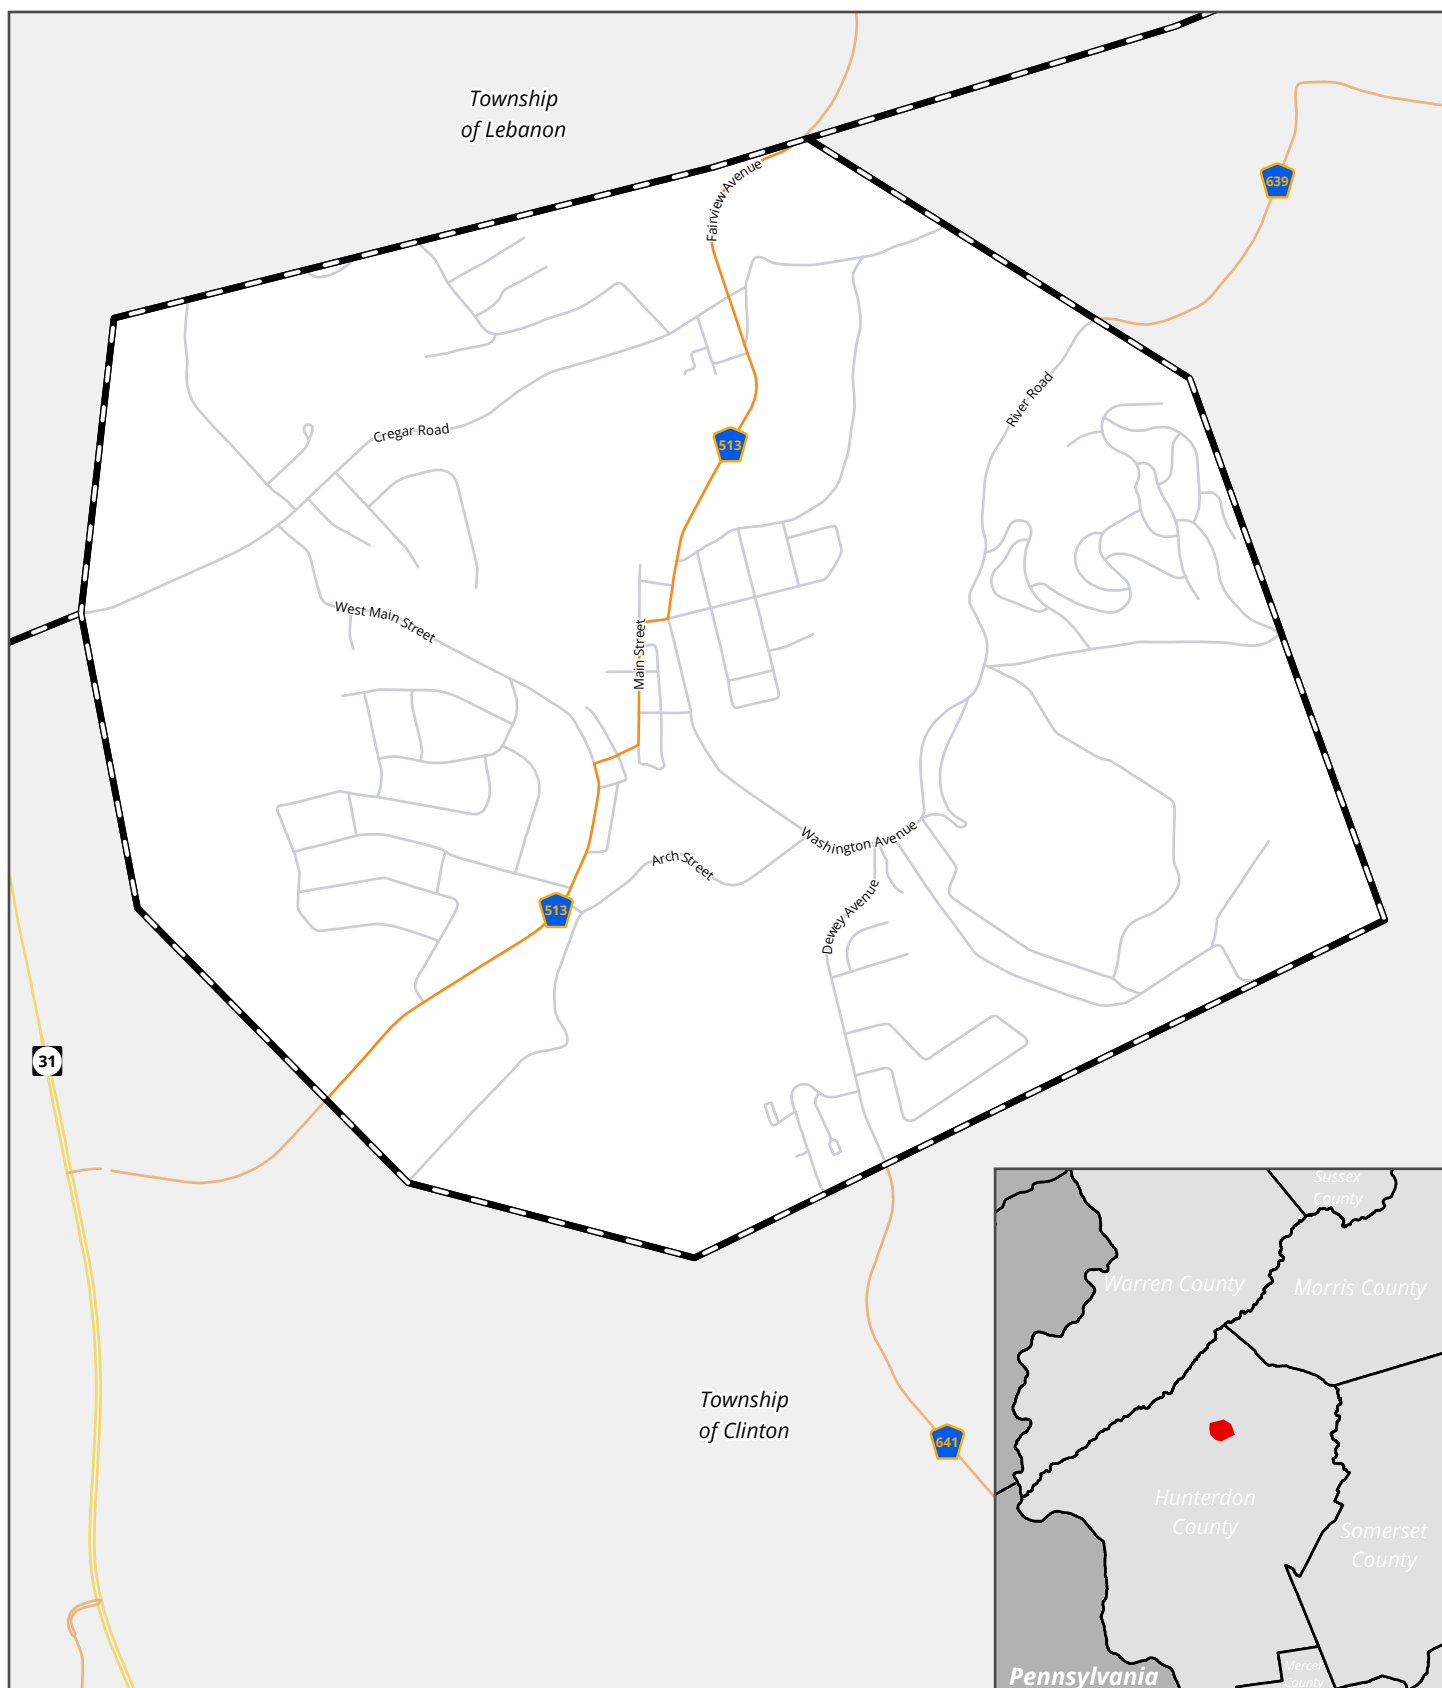 Township
of Lebanon
639
Fairview Avenue
River Road
Cregar Road
513
West Main Street
Main Street
Washington Avenue
Arch Street
Dewey Avenue
513
31
Sussex
County
Warren County
Morris County
Township
of Clinton
641
Hunterdon
County
Somerset
County
Mercer
County
Pennsylvania